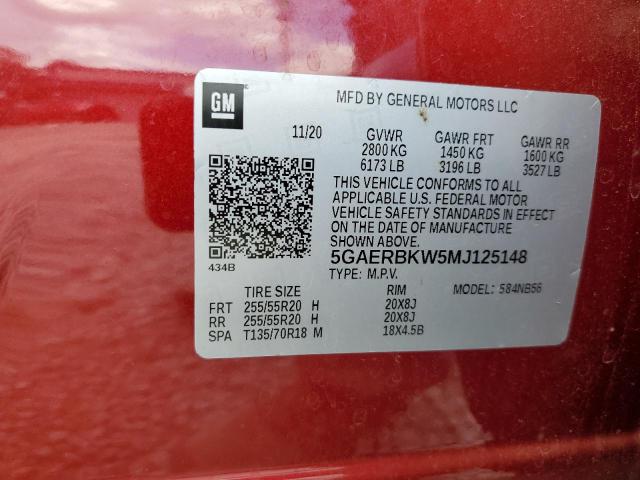 GM
MFD BY GENERAL MOTORS LLC
11/20 GVWR GAWR FRT GAWR RR
2800 KG 1450 KG 1600 KG
6173 LB 3196 LB 3527 LB
THIS VEHICLE CONFORMS TO ALL
APPLICABLE U.S. FEDERAL MOTOR
VEHICLE SAFETY STANDARDS IN EFFECT
ON THE DATE OF MANUFACTURE
SHOWN ABOVE.
434B 5GAERBKW5MJ125148
TYPE: M.P.V. MODEL: 584NB56
TIRE SIZE RIM
FRT 255/55R20 H 20X8J
RR 255/55R20 H 20X8J
SPA T135/70R18 M 18X4.5B